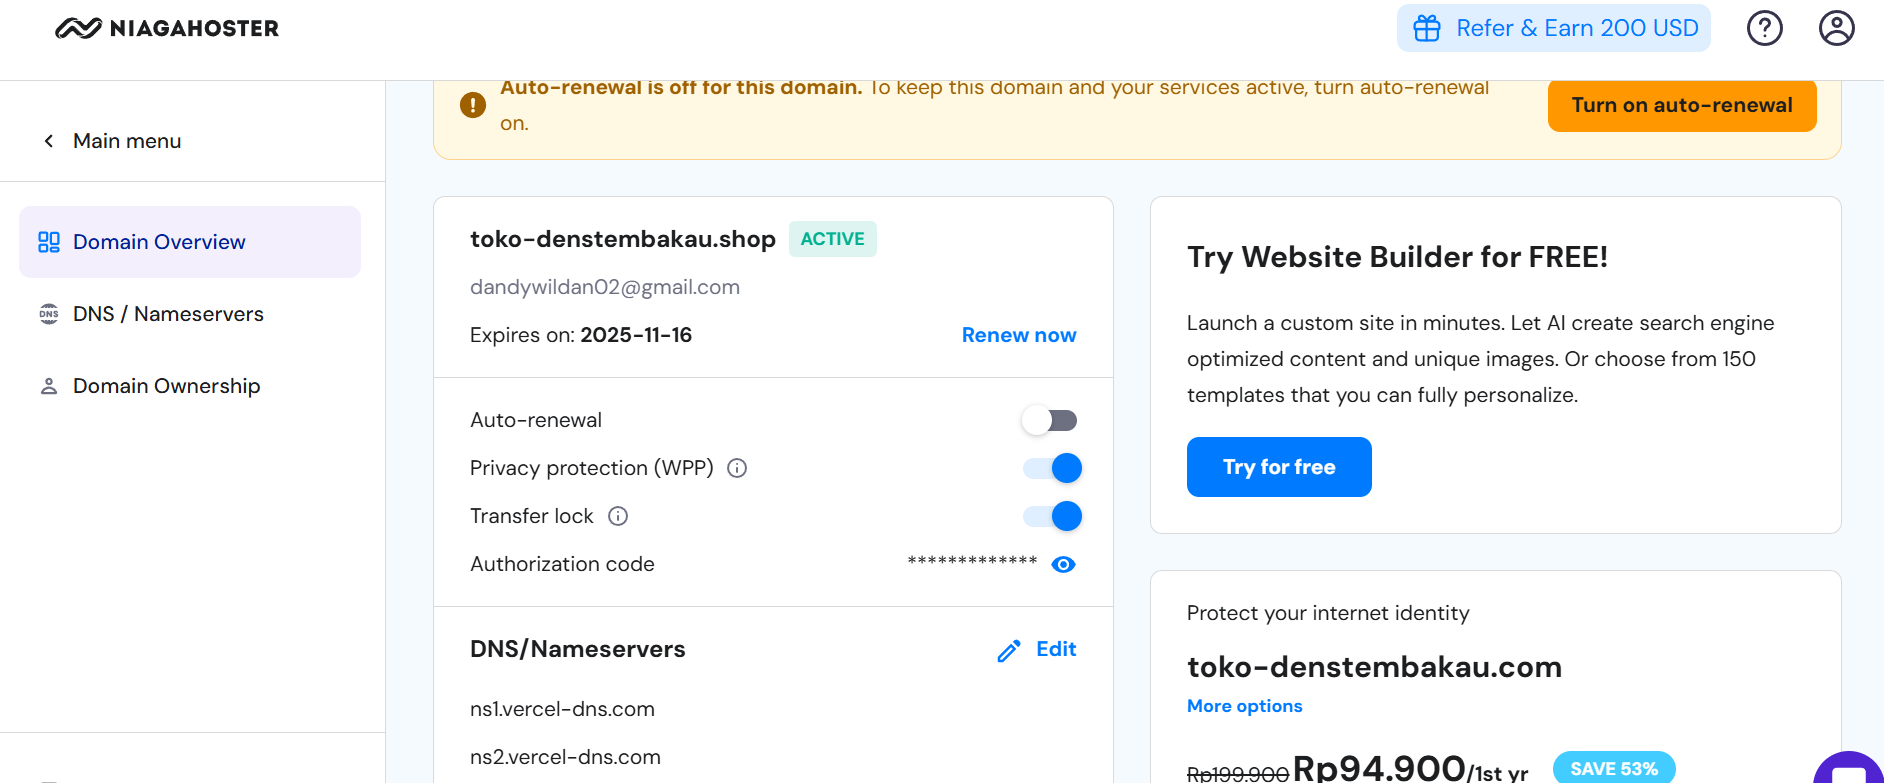 NIAGAHOSTER
Refer & Earn 200 USD
Main menu
Domain Overview
DNS / Nameservers
Domain Ownership
Auto-renewal is off for this domain. To keep this domain and your services active, turn auto-renewal
on.
Turn on auto-renewal
toko-denstembakau.shop ACTIVE
dandywildan02@gmail.com
Expires on: 2025-11-16 Renew now
Auto-renewal
Privacy protection (WPP)
Transfer lock
Authorization code *************
DNS/Nameservers Edit
ns1.vercel-dns.com
ns2.vercel-dns.com
Try Website Builder for FREE!
Launch a custom site in minutes. Let AI create search engine
optimized content and unique images. Or choose from 150
templates that you can fully personalize.
Try for free
Protect your internet identity
toko-denstembakau.com
More options
Rp199.900 Rp94.900/1st yr SAVE 53%